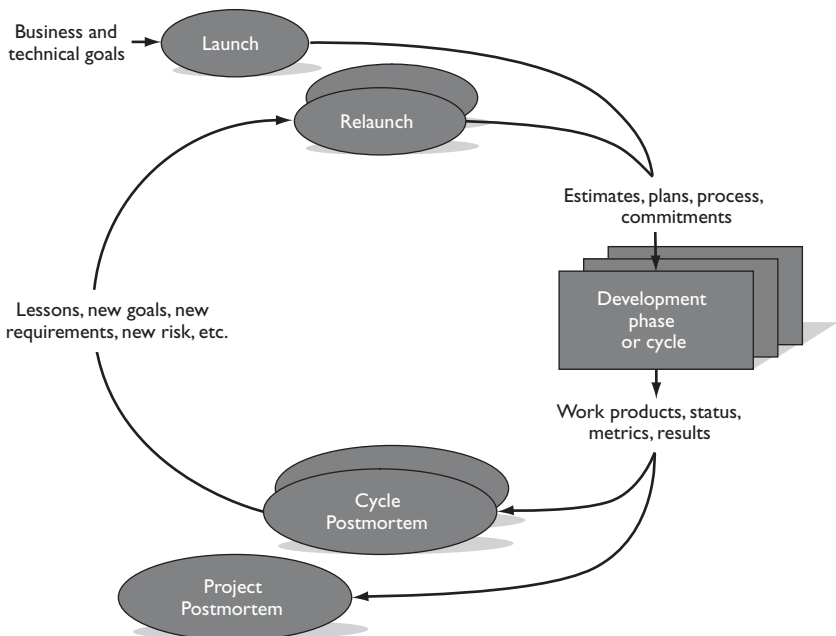 Business and
technical goals
Launch
Relaunch
Estimates, plans, process,
commitments
Development
phase
or cycle
Lessons, new goals, new
requirements, new risk, etc.
Work products, status,
metrics, results
Cycle
Postmortem
Project
Postmortem